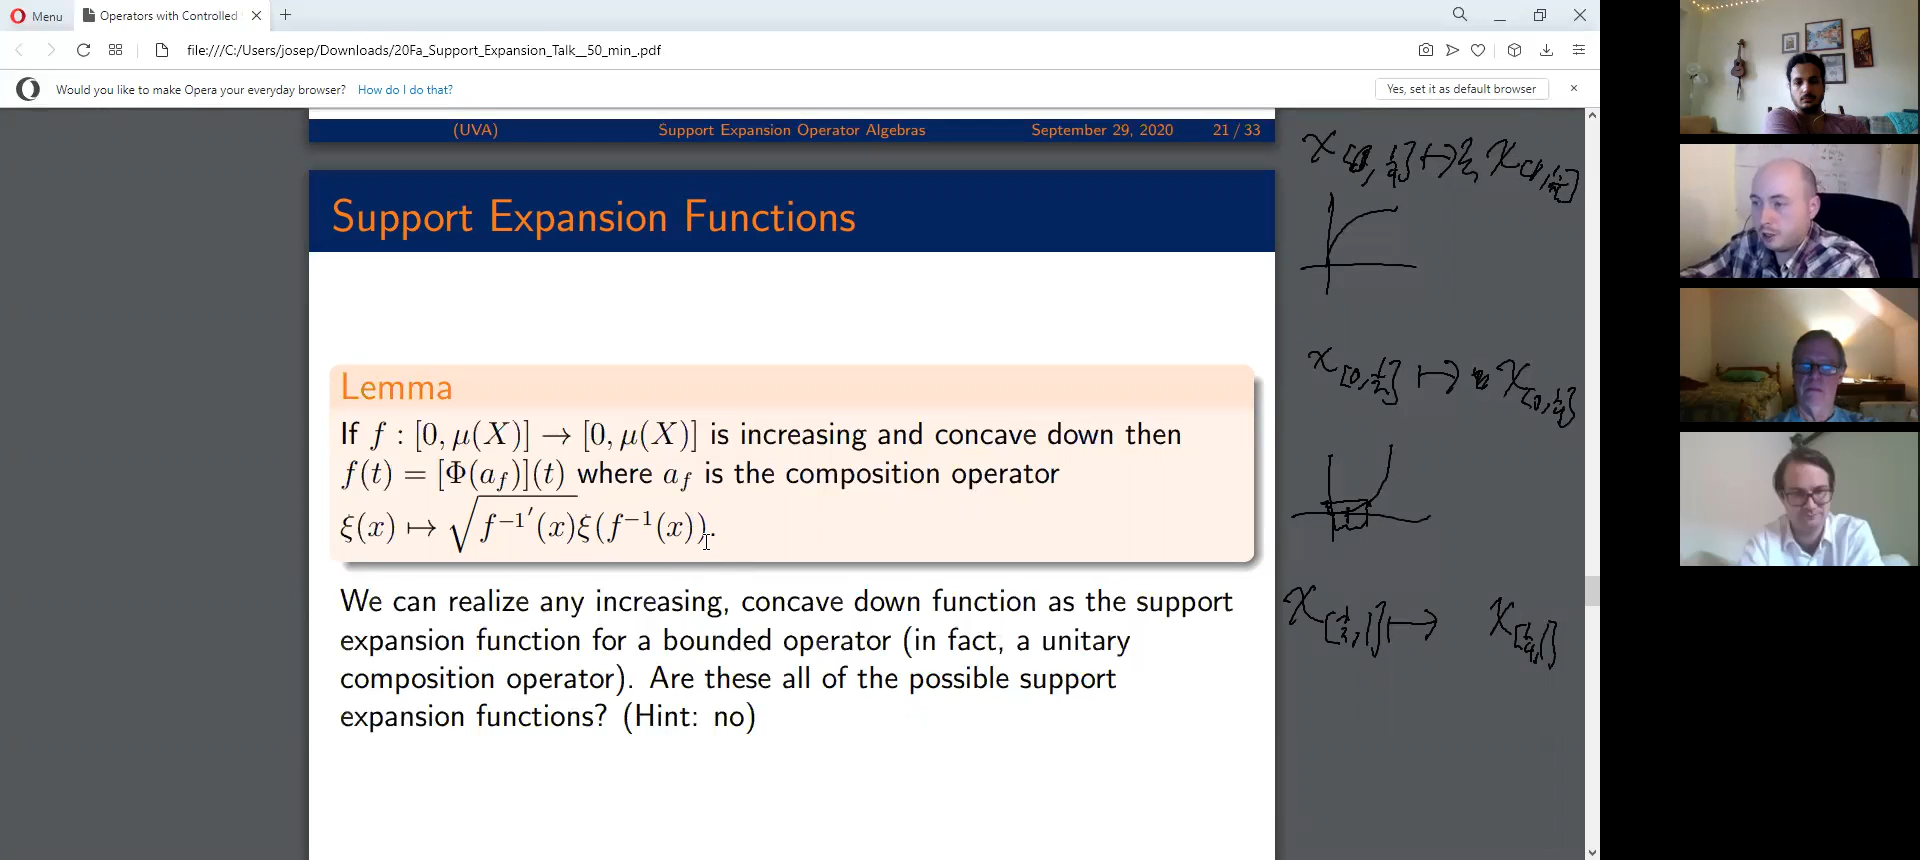 Menu
Operators with Controlled
file:///C:/Users/josep/Downloads/20Fa_Support_Expansion_Talk__50_min_.pdf
Would you like to make Opera your everyday browser? How do I do that?
Yes, set it as default browser
(UVA) Support Expansion Operator Algebras September 29, 2020 21 / 33
Support Expansion Functions
Lemma
If f : [0, μ(X)] → [0, μ(X)] is increasing and concave down then
f(t) = [Φ(a_f)](t) where a_f is the composition operator
ξ(x) ↦ √(f⁻¹′(x))ξ(f⁻¹(x)).
We can realize any increasing, concave down function as the support
expansion function for a bounded operator (in fact, a unitary
composition operator). Are these all of the possible support
expansion functions? (Hint: no)